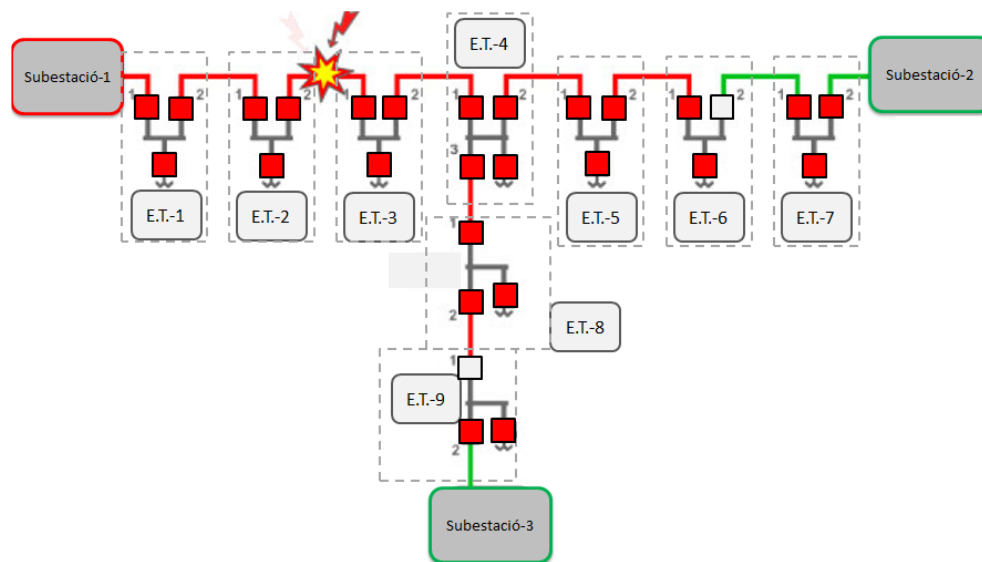 E.T.-4
Subestació-1
Subestació-2
1 2 1 2 1 2 1 2 1 2 1 2 1 2
3
E.T.-1
E.T.-2
E.T.-3
E.T.-5
E.T.-6
E.T.-7
1
2
E.T.-8
1
E.T.-9
2
Subestació-3